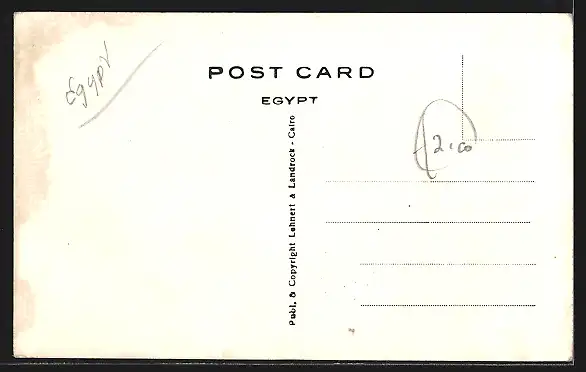 Egypt
POST CARD
EGYPT
£2.00
Publ. & Copyright Lehnert & Landrock - Cairo